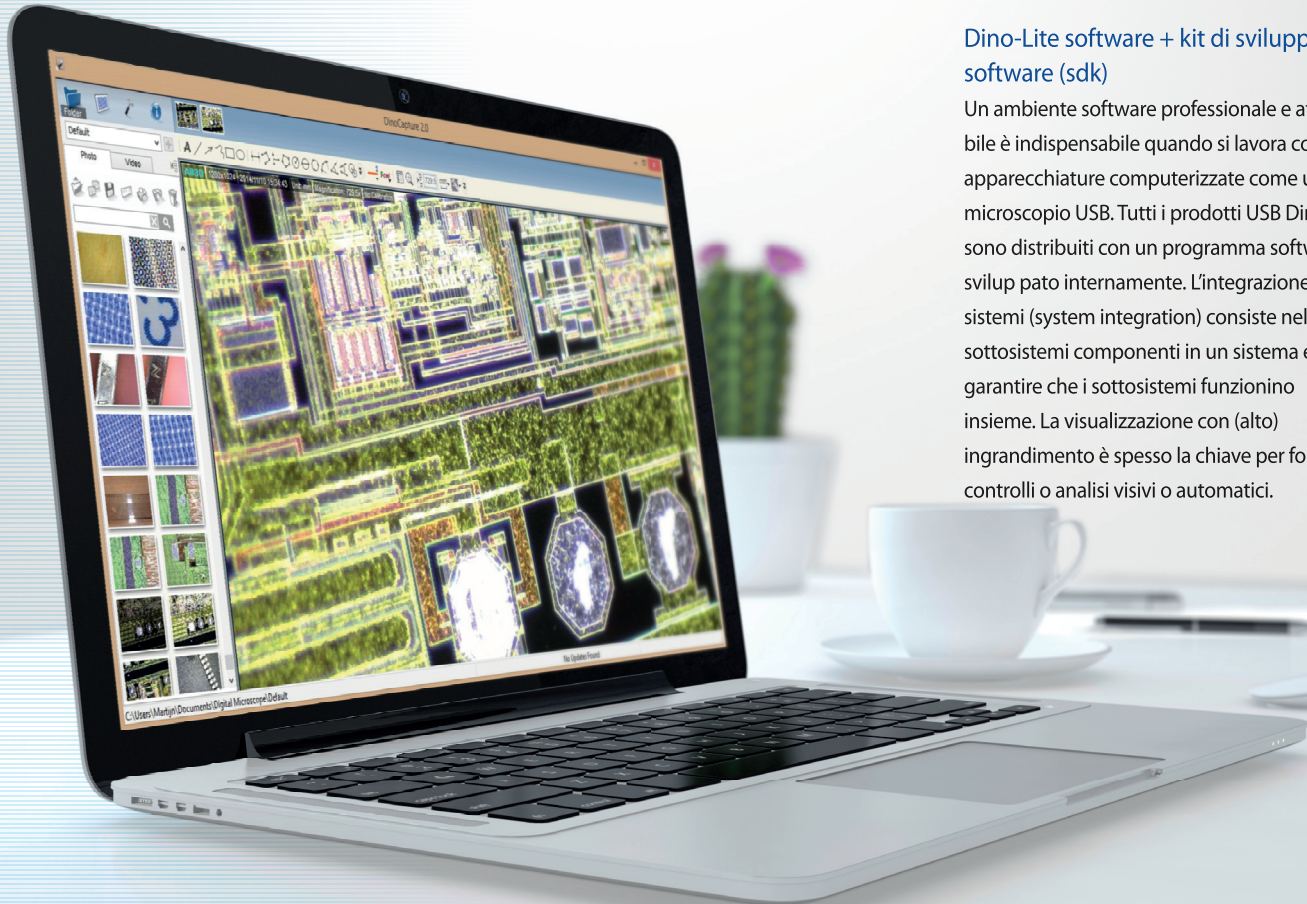 Dino-Lite software + kit di svilupp
software (sdk)
Un ambiente software professionale e af
bile è indispensabile quando si lavora co
apparecchiature computerizzate come u
microscopio USB. Tutti i prodotti USB Din
sono distribuiti con un programma softw
svilup pato internamente. L’integrazione
sistemi (system integration) consiste nel
sottosistemi componenti in un sistema e
garantire che i sottosistemi funzionino
insieme. La visualizzazione con (alto)
ingrandimento è spesso la chiave per fo
controlli o analisi visivi o automatici.
DinoCapture 2.0
Folder
Default
Photo
Video
No Updates Found
C:\Users\Martijn\Documents\Digital Microscope\Default